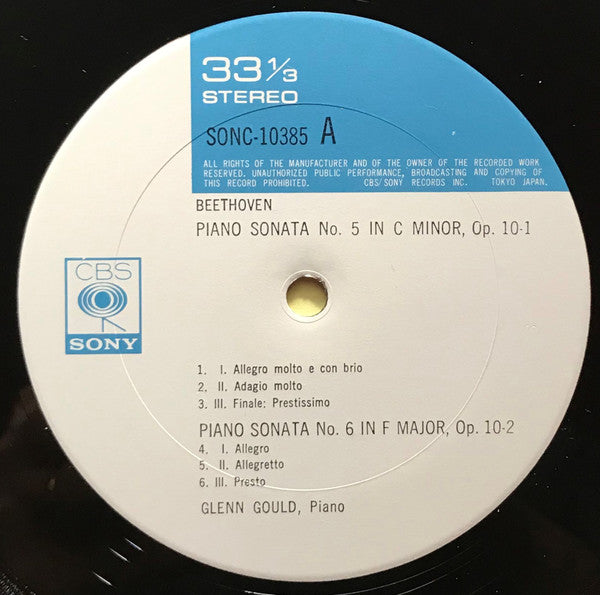 33 1/3
STEREO
SONC-10385 A
ALL RIGHTS OF THE MANUFACTURER AND OF THE OWNER OF THE RECORDED WORK
RESERVED. UNAUTHORIZED PUBLIC PERFORMANCE, BROADCASTING AND COPYING OF
THIS RECORD PROHIBITED. CBS/SONY RECORDS INC. TOKYO JAPAN.
BEETHOVEN
PIANO SONATA No. 5 IN C MINOR, Op. 10-1
CBS
SONY
1. I. Allegro molto e con brio
2. II. Adagio molto
3. III. Finale: Prestissimo
PIANO SONATA No. 6 IN F MAJOR, Op. 10-2
4. I. Allegro
5. II. Allegretto
6. III. Presto
GLENN GOULD, Piano